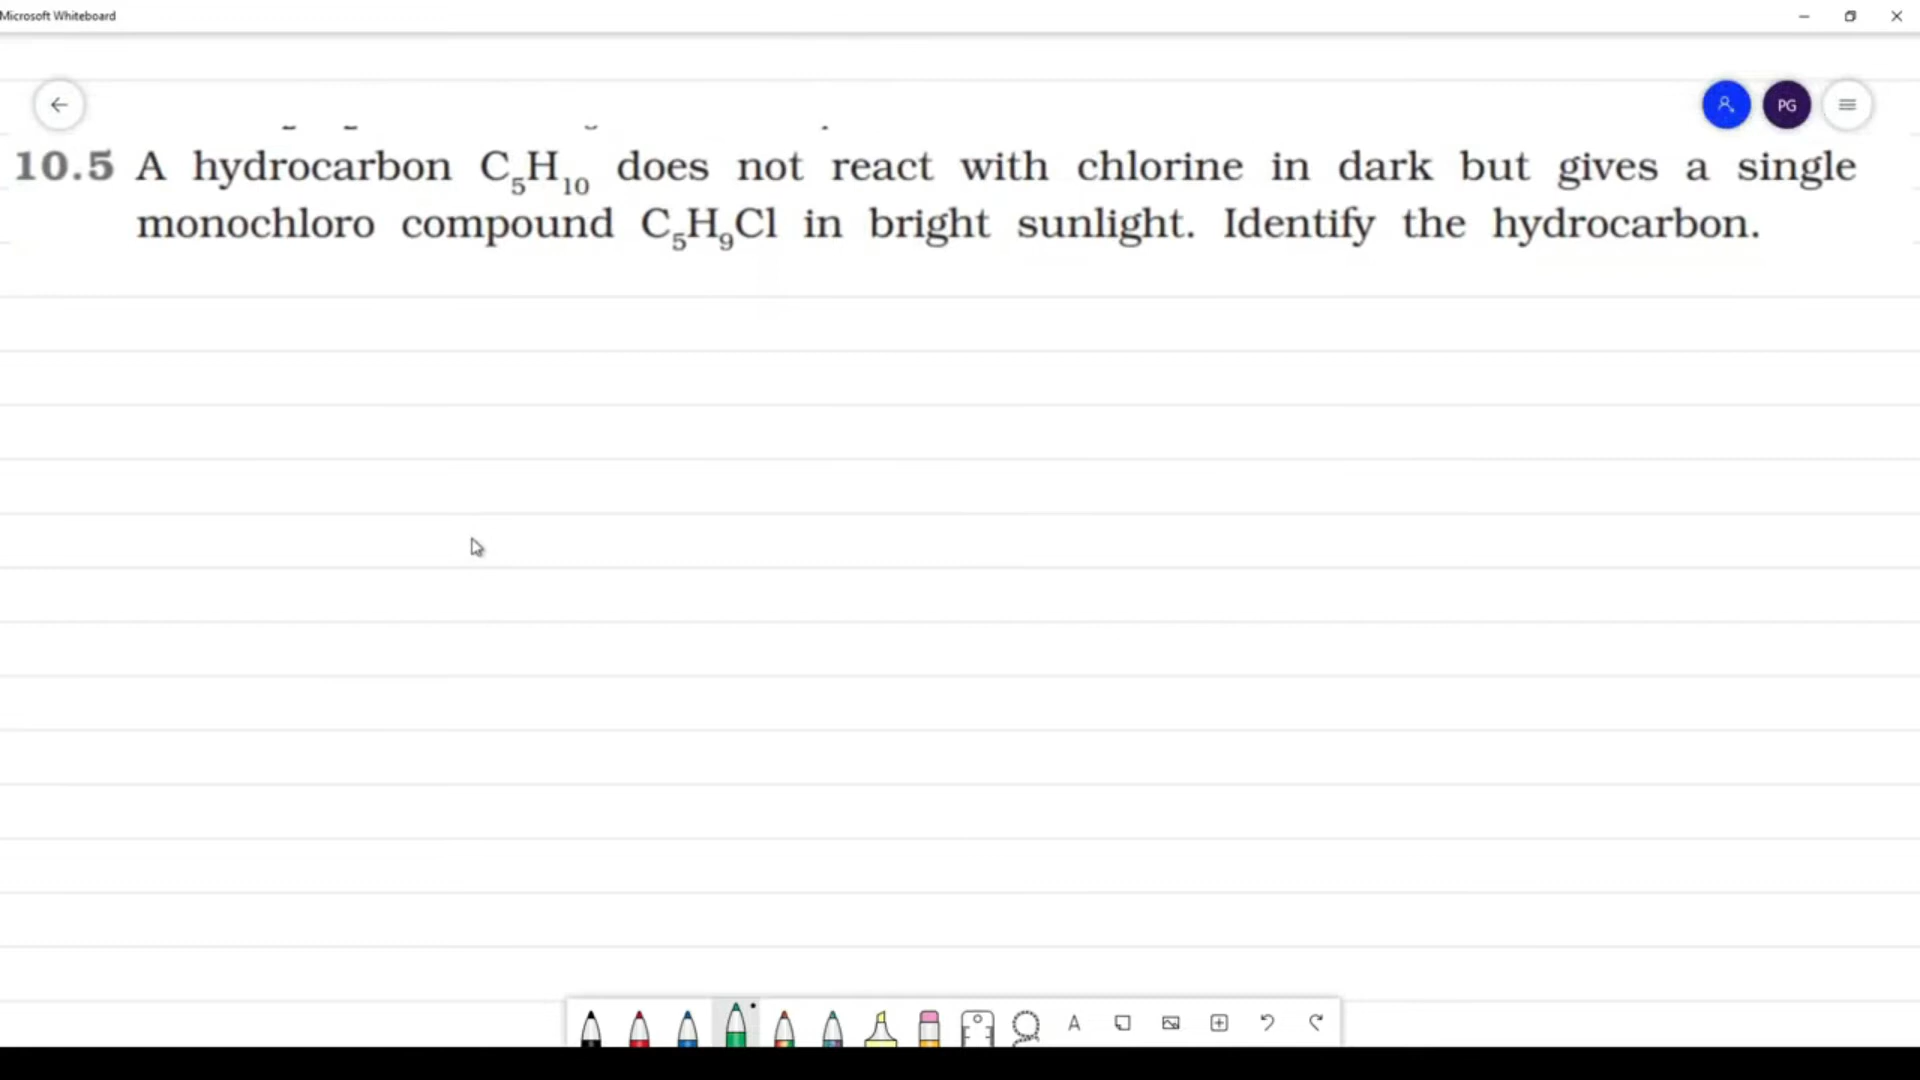 Microsoft Whiteboard
PG
10.5 A hydrocarbon C₅H₁₀ does not react with chlorine in dark but gives a single
monochloro compound C₅H₉Cl in bright sunlight. Identify the hydrocarbon.
A